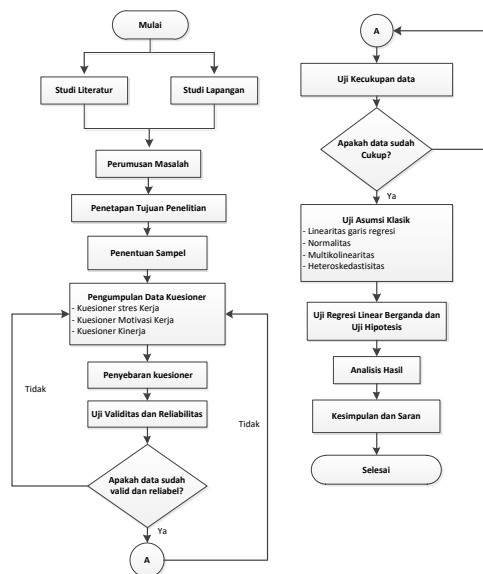 Mulai
Studi Literatur
Studi Lapangan
Perumusan Masalah
Penetapan Tujuan Penelitian
Penentuan Sampel
Pengumpulan Data Kuesioner
- Kuesioner stres Kerja
- Kuesioner Motivasi Kerja
- Kuesioner Kinerja
Penyebaran kuesioner
Tidak
Tidak
Uji Validitas dan Reliabilitas
Apakah data sudah
valid dan reliabel?
Ya
A
A
Uji Kecukupan data
Apakah data sudah
Cukup?
Ya
Uji Asumsi Klasik
- Linearitas garis regresi
- Normalitas
- Multikolinearitas
- Heteroskedastisitas
Uji Regresi Linear Berganda dan
Uji Hipotesis
Analisis Hasil
Kesimpulan dan Saran
Selesai